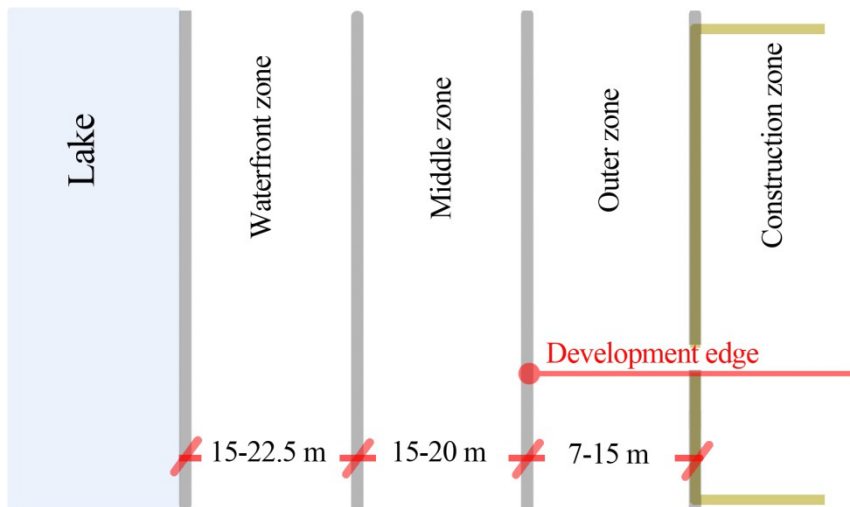 Lake
Waterfront zone
Middle zone
Outer zone
Construction zone
Development edge
15-22.5 m
15-20 m
7-15 m